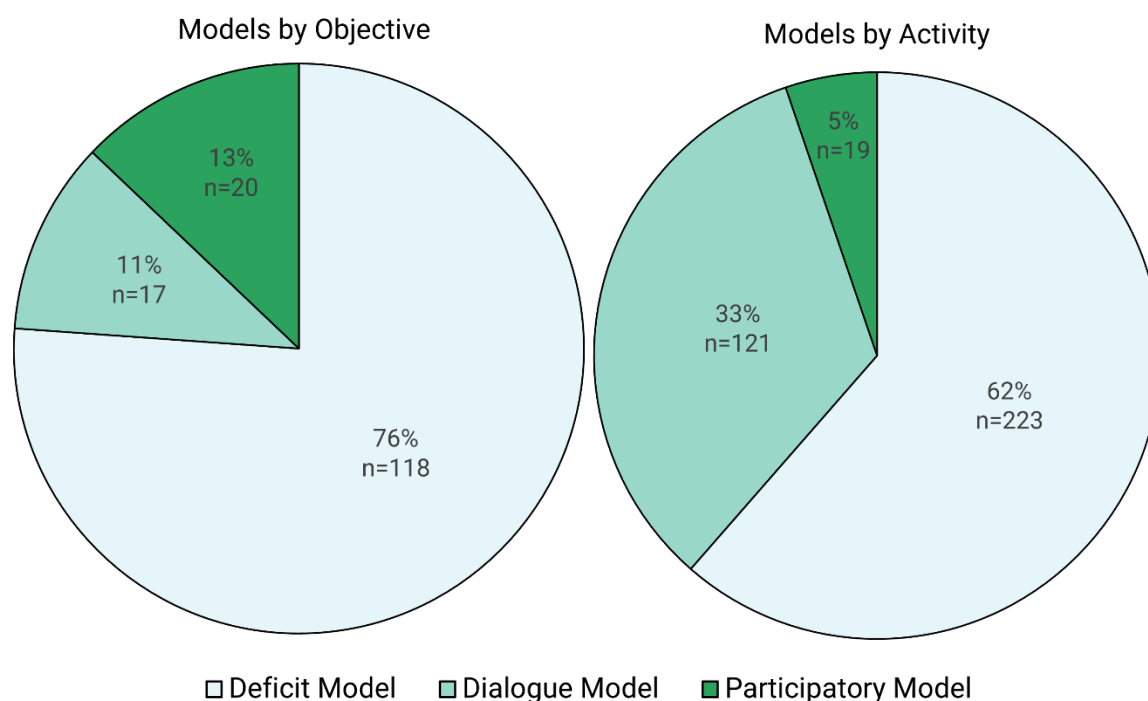 Models by Objective
13%
n=20
11%
n=17
76%
n=118
Models by Activity
5%
n=19
33%
n=121
62%
n=223
Deficit Model
Dialogue Model
Participatory Model